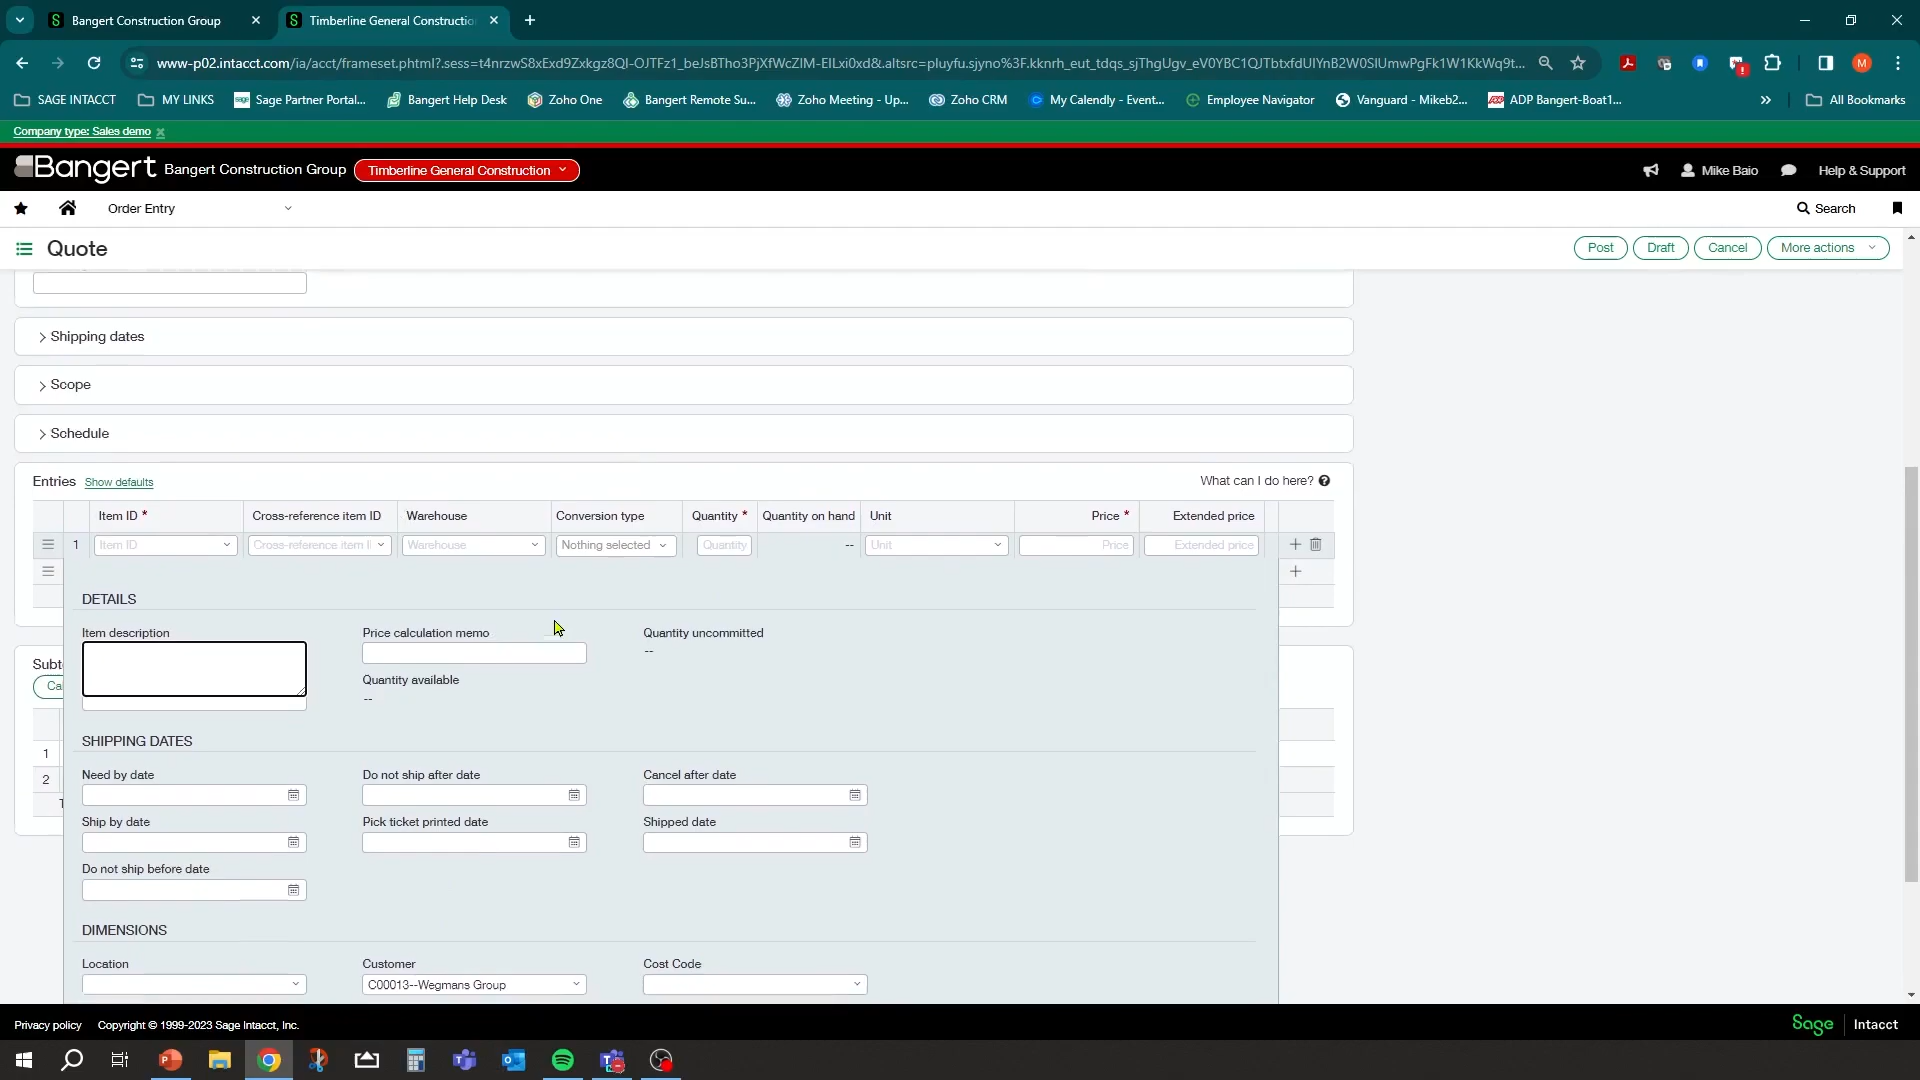 Bangert Construction Group
Timberline General Constructio
www-p02.intacct.com/ia/acct/frameset.phtml?.sess=
SAGE INTACCT
MY LINKS
Sage Partner Portal...
Bangert Help Desk
Zoho One
Bangert Remote Su...
Zoho Meeting - Up...
Zoho CRM
My Calendly - Event...
Employee Navigator
Vanguard - Mikeb2...
ADP Bangert-Boat1...
All Bookmarks
Company type: Sales demo
Bangert Bangert Construction Group Timberline General Construction
Mike Baio
Help & Support
Order Entry
Search
Quote
Post
Draft
Cancel
More actions
Shipping dates
Scope
Schedule
Entries Show defaults
What can I do here?
Item ID * Cross-reference item ID Warehouse Conversion type Quantity * Quantity on hand Unit Price * Extended price
1 Item ID Cross-reference item I Warehouse Nothing selected Quantity -- Unit Price Extended price
DETAILS
Item description
Price calculation memo
Quantity uncommitted
--
Subt
Quantity available
Ca
--
SHIPPING DATES
1
Need by date
Do not ship after date
Cancel after date
2
T
Ship by date
Pick ticket printed date
Shipped date
Do not ship before date
DIMENSIONS
Location
Customer
Cost Code
C00013--Wegmans Group
Privacy policy Copyright © 1999-2023 Sage Intacct, Inc.
Sage Intacct